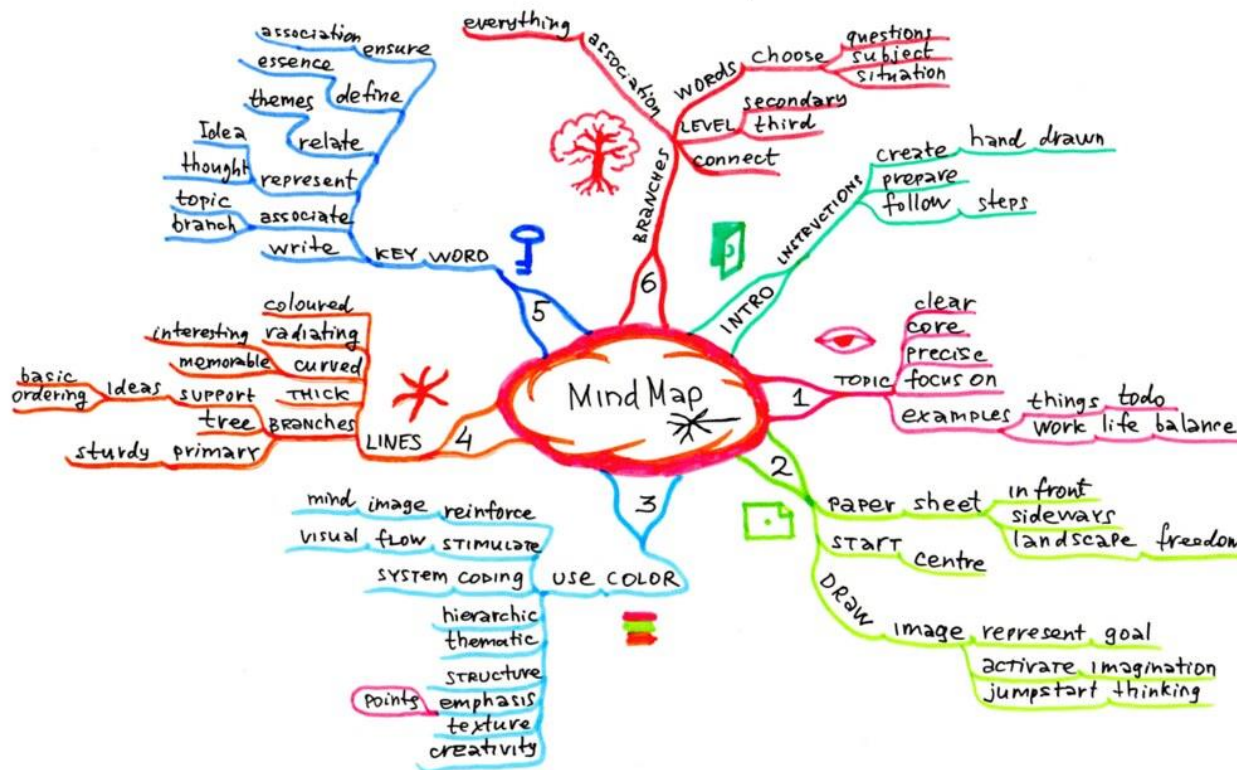 Mind Map
INTRO
INSTRUCTIONS
create hand drawn
prepare
follow steps
1
TOPIC
clear
core
precise
focus on
examples
things todo
work life balance
2
paper sheet
in front
sideways
landscape freedom
START centre
DRAW
image represent goal
activate imagination
jumpstart thinking
3
USE COLOR
mind image reinforce
visual flow STIMULATE
SYSTEM CODING
hierarchic
thematic
STRUCTURE
points emphasis
texture
creativity
4
LINES
coloured
radiating
interesting
memorable
curved
THICK
BRANCHES
basic
ordering
ideas support
tree
sturdy primary
5
KEY WORD
association ensure
essence
define
themes
relate
Idea
thought
represent
topic
branch
associate
write
6
BRANCHES
everything
association
WORDS
choose
questions
subject
situation
LEVEL
secondary
third
connect